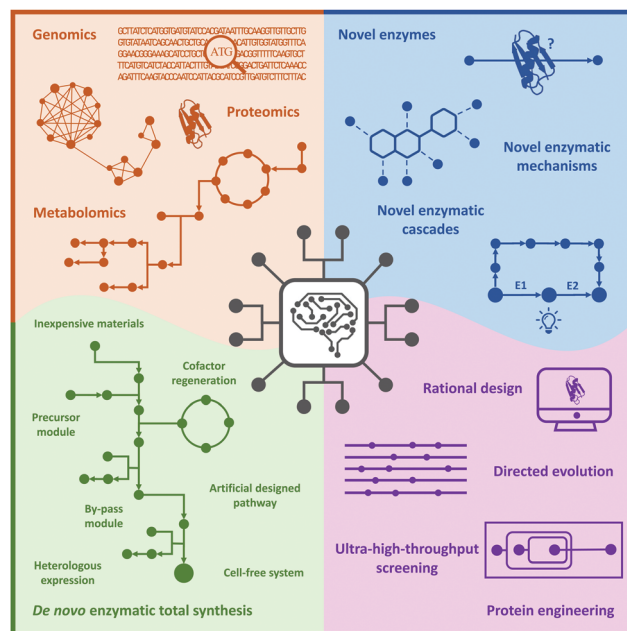 Genomics
GCTTATCTCATGGTGATGTATCCACGATAATTTGCAAGGTTGTTGCTTG
ATG
Proteomics
Metabolomics
Novel enzymes
?
Novel enzymatic
mechanisms
Novel enzymatic
cascades
E1 E2
Inexpensive materials
Cofactor
regeneration
Precursor
module
By-pass
module
Artificial designed
pathway
Heterologous
expression
Cell-free system
De novo enzymatic total synthesis
Rational design
Directed evolution
Ultra-high-throughput
screening
Protein engineering